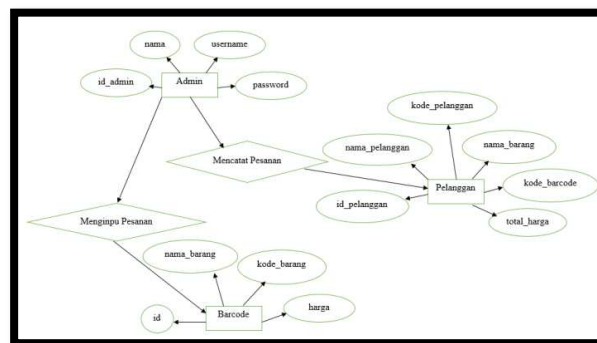 nama
username
id_admin
Admin
password
kode_pelanggan
nama_pelanggan
nama_barang
Mencatat Pesanan
Pelanggan
kode_barcode
id_pelanggan
total_harga
Menginpu Pesanan
nama_barang
kode_barang
harga
id
Barcode